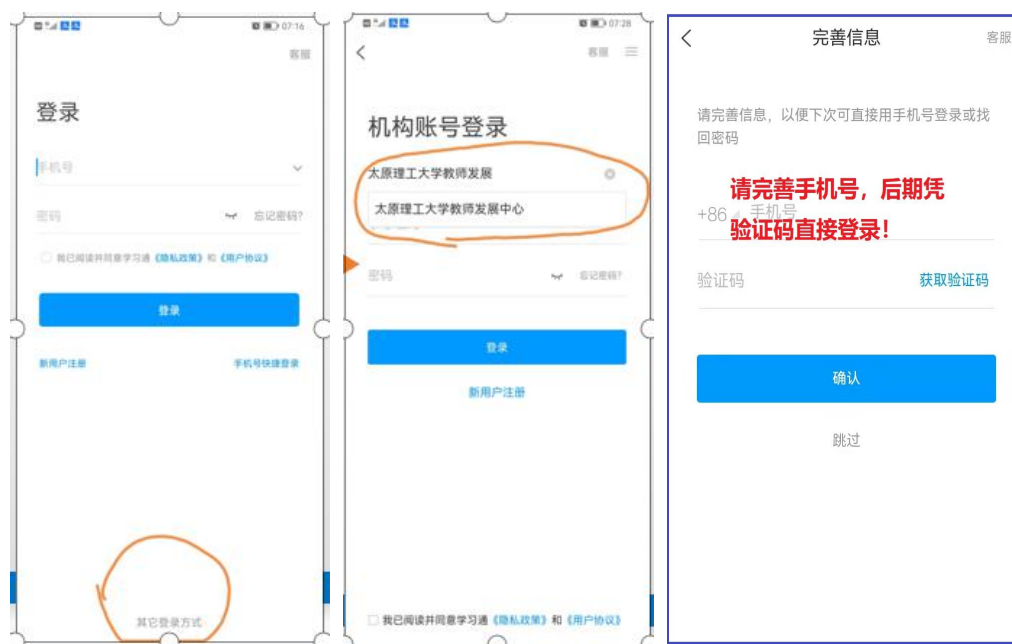 07:16
客服
登录
手机号
密码
忘记密码?
我已阅读并同意学习通《隐私政策》和《用户协议》
登录
新用户注册
手机号快捷登录
其它登录方式
07:28
客服
机构账号登录
太原理工大学教师发展
太原理工大学教师发展中心
密码
忘记密码?
登录
新用户注册
我已阅读并同意学习通《隐私政策》和《用户协议》
完善信息
客服
请完善信息，以便下次可直接用手机号登录或找
回密码
请完善手机号，后期凭
+86
手机号
验证码直接登录！
验证码
获取验证码
确认
跳过